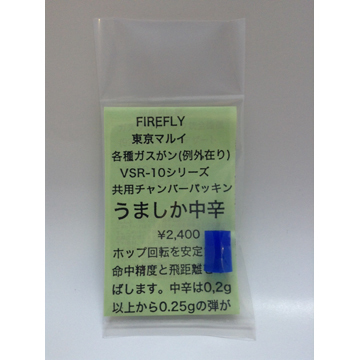 FIREFLY
東京マルイ
各種ガスガン(例外在り)
VSR-10シリーズ
共用チャンバーパッキン
うましか中辛
¥2,400
ホップ回転を安定
命中精度と飛距離
ばします。中辛は0,2g
以上から0.25gの弾が